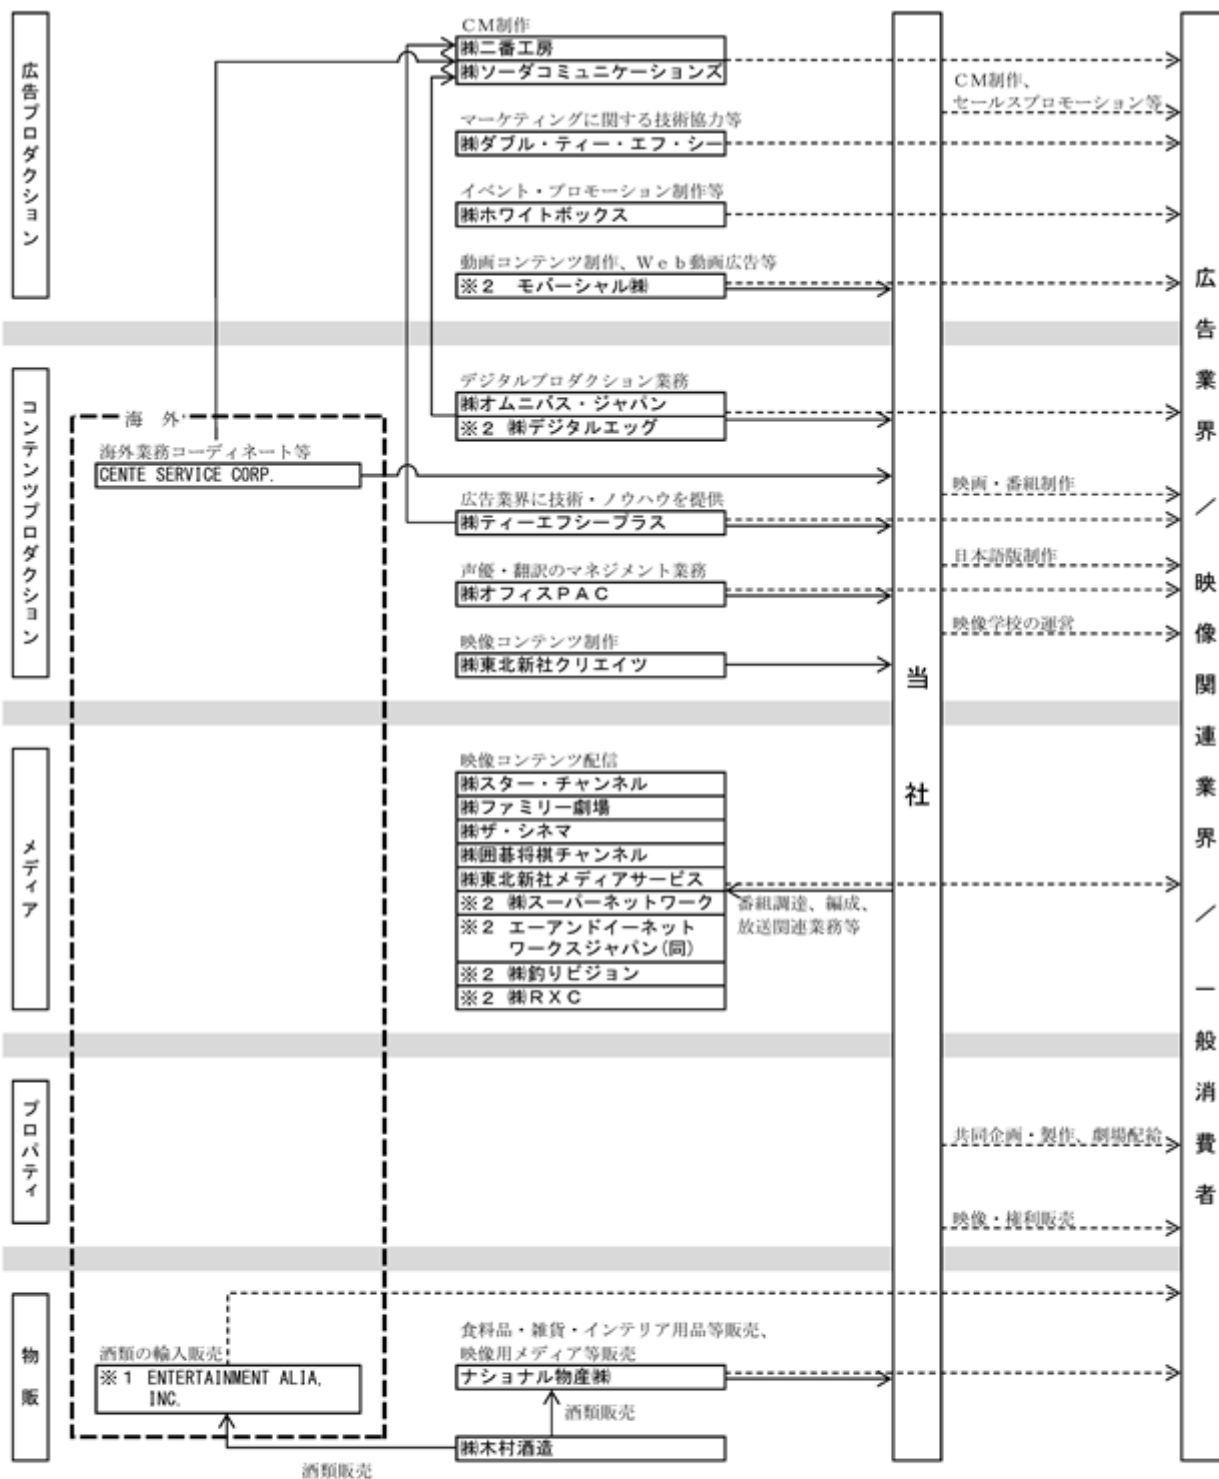 広告プロダクション
CM制作
㈱二番工房
㈱ソーダコミュニケーションズ
CM制作、
セールスプロモーション等
マーケティングに関する技術協力等
㈱ダブル・ティー・エフ・シー
イベント・プロモーション制作等
㈱ホワイトボックス
動画コンテンツ制作、Ｗｅｂ動画広告等
※２　モバーシャル㈱
コンテンツプロダクション
海　外
海外業務コーディネート等
CENTE SERVICE CORP.
デジタルプロダクション業務
㈱オムニバス・ジャパン
※２ ㈱デジタルエッグ
広告業界に技術・ノウハウを提供
㈱ティーエフシープラス
声優・翻訳のマネジメント業務
㈱オフィスＰＡＣ
映像コンテンツ制作
㈱東北新社クリエイツ
映画・番組制作
日本語版制作
映像学校の運営
メディア
映像コンテンツ配信
㈱スター・チャンネル
㈱ファミリー劇場
㈱ザ・シネマ
㈱囲碁将棋チャンネル
㈱東北新社メディアサービス
※２ ㈱スーパーネットワーク
※２ エーアンドイーネット
ワークスジャパン(同)
※２ ㈱釣りビジョン
※２ ㈱ＲＸＣ
番組調達、編成、
放送関連業務等
プロパティ
共同企画・製作、劇場配給
映像・権利販売
物販
酒類の輸入販売
※１ ENTERTAINMENT ALIA,
INC.
食料品・雑貨・インテリア用品等販売、
映像用メディア等販売
ナショナル物産㈱
酒類販売
㈱木村酒造
酒類販売
当社
広告業界／映像関連業界／一般消費者